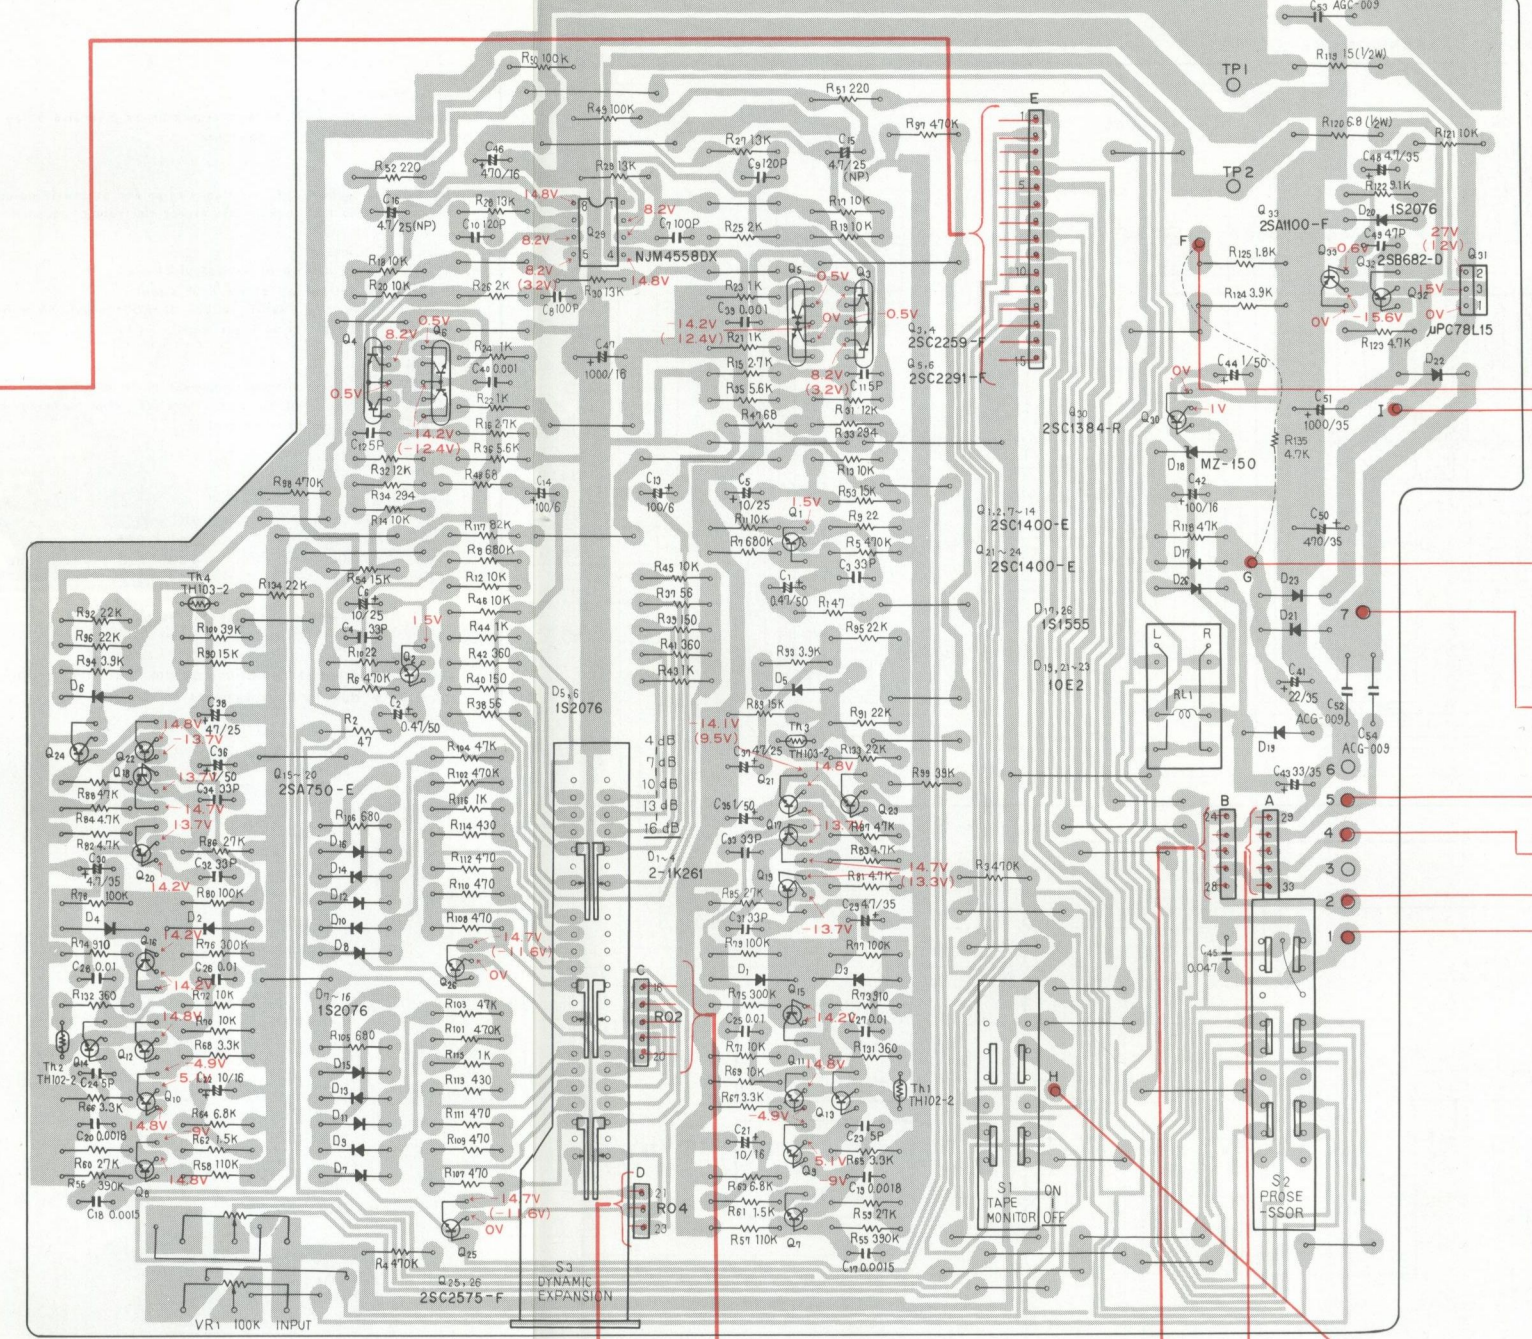 C53 AGC-009
R50 100K
R119 15(1/2W)
TP1
R51 220
E
R49 100K
R97 470K
1
R120 6.8 (1/2W)
R121 10K
R27 13K
C15
4.7/25
(NP)
C46
470/16
C9 120P
C48 4.7/35
R52 220
R28 13K
TP2
R122 9.1K
14.8V
5
D20 1S2076
C16
4.7/25(NP)
R17 10K
8
1
8.2V
Q33
2SA1100-F
C10 120P
Q29
C7 100P
R25 2K
R19 10K
F
C49 47P
27V
(12V)
8.2V
5
4
NJM4558DX
R125 1.8K
Q33
0.6V
2SB682-D
Q31
R18 10K
8.2V
(3.2V)
10
Q32
R20 10K
R26 2K
R30 13K
14.8V
R23 1K
Q5
0.5V
Q3
2
3
1
C8 100P
R124 3.9K
15V
C39 0.001
0V
0.5V
0V
-15.6V
0V
0.5V
Q6
-14.2V
(-12.4V)
R21 1K
Q3,4
2SC2259-F
µPC78L15
Q4
8.2V
R24 1K
C47
1000/16
R123 4.7K
C40 0.001
R15 2.7K
8.2V
(3.2V)
Q5,6
2SC2291-F
15
C44 1/50
D22
0V
C11 5P
0.5V
R35 5.6K
R22 1K
R31 12K
Q30
2SC1384-R
Q30
1V
C51
1000/35
I
R47 68
C12 5P
14.2V
(-12.4V)
R36 5.6K
R33 294
R135
4.7K
R32 12K
R13 10K
D18
MZ-150
R98 470K
R34 294
R48 68
C14
100/6
C13
100/6
C5
10/25
R53 15K
C42
100/16
R14 10K
1.5V
Q1,2,7~14
2SC1400-E
R117 82K
R11 10K
Q1
R9 22
R118 47K
C50
470/35
R8 680K
R7 680K
R5 470K
Q21~24
2SC1400-E
D17
Th4
TH103-2
R54 15K
R12 10K
R45 10K
C3 33P
D26
G
R134 22K
C6
10/25
R46 10K
R37 56
C1
0.47/50
D23
R92 22K
C4 33P
1.5V
R39 150
R147
D17,26
1S1555
D21
7
R96 22K
R100 39K
R44 1K
R95 22K
L R
R94 3.9K
R90 15K
R10 22
Q2
R42 360
R41 360
R93 3.9K
D19,21~23
10E2
C41
22/35
R6 470K
R40 150
R43 1K
D6
C2
0.47/50
R38 56
D5,6
1S2076
D5
RL1
C52
ACG-009
C54
ACG-009
C38
47/25
R89 15K
R91 22K
14.8V
R2
47
-14.1V
(9.5V)
-13.7V
R104 47K
4 dB
C37 47/25
Th3
TH103-2
R133 22K
D19
Q24
Q22
C36
1/50
7 dB
14.8V
6
Q18
13.7V
Q15~20
2SA750-E
R102 470K
10 dB
Q21
R99 39K
C43 33/35
R88 47K
C34 33P
R116 1K
13 dB
C35 1/50
Q23
5
14.7V
R84 4.7K
13.7V
R106 680
R114 430
16 dB
Q17
-13.7V
R87 47K
B
A
24
29
4
R82 4.7K
R86 27K
D16
C33 33P
R83 4.7K
C30
4.7/35
Q20
C32 33P
D14
R112 470
D1~4
2-1K261
14.7V
(13.3V)
R3 470K
3
R78
100K
14.2V
R80 100K
R110 470
Q19
R81 4.7K
28
33
D12
R85 27K
2
D4
D2
D10
R108 470
C31 33P
C29 4.7/35
-13.7V
1
R74 910
Q16
14.2V
R76 300K
D8
-14.7V
(-11.6V)
R79 100K
R77 100K
C45
0.047
C28 0.01
C26 0.01
Q26
0V
C
D1
D3
14.2V
D7~16
1S2076
16
R132 360
R72 10K
R103 47K
R75 300K
Q15
R73 910
14.8V
R70 10K
R101 470K
R02
C25 0.01
-14.2V
C27 0.01
R105 680
Th2
TH102-2
Q14
Q12
R68 3.3K
R115 1K
20
R71 10K
Q11
R131 360
-4.9V
D15
14.8V
H
C24 5P
5
C22 10/16
R113 430
R69 10K
Th1
TH102-2
R66 3.3K
Q10
D13
R67 3.3K
Q13
14.8V
R64 6.8K
R111 470
-4.9V
C20 0.0018
9V
D11
C21
10/16
C23 5P
R62 1.5K
R109 470
5.1V
R65 3.3K
R60 27K
R58 110K
D9
Q9
9V
C19 0.0018
R56 390K
Q8
14.8V
D7
R107 470
D
R63 6.8K
S2
PROSE
-SSOR
C18 0.0015
-14.7V
(-11.6V)
21
R61 1.5K
R59 27K
S1
TAPE
MONITOR
ON
OFF
0V
R04
23
Q7
R57 110K
R55 390K
Q25
R4 470K
C17 0.0015
Q25,26
2SC2575-F
S3
DYNAMIC
EXPANSION
VR1 100K INPUT